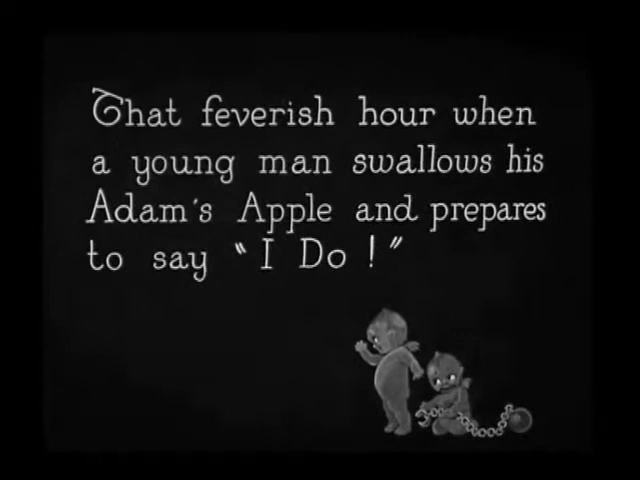 That feverish hour when
a young man swallows his
Adam's Apple and prepares
to say "I Do!"